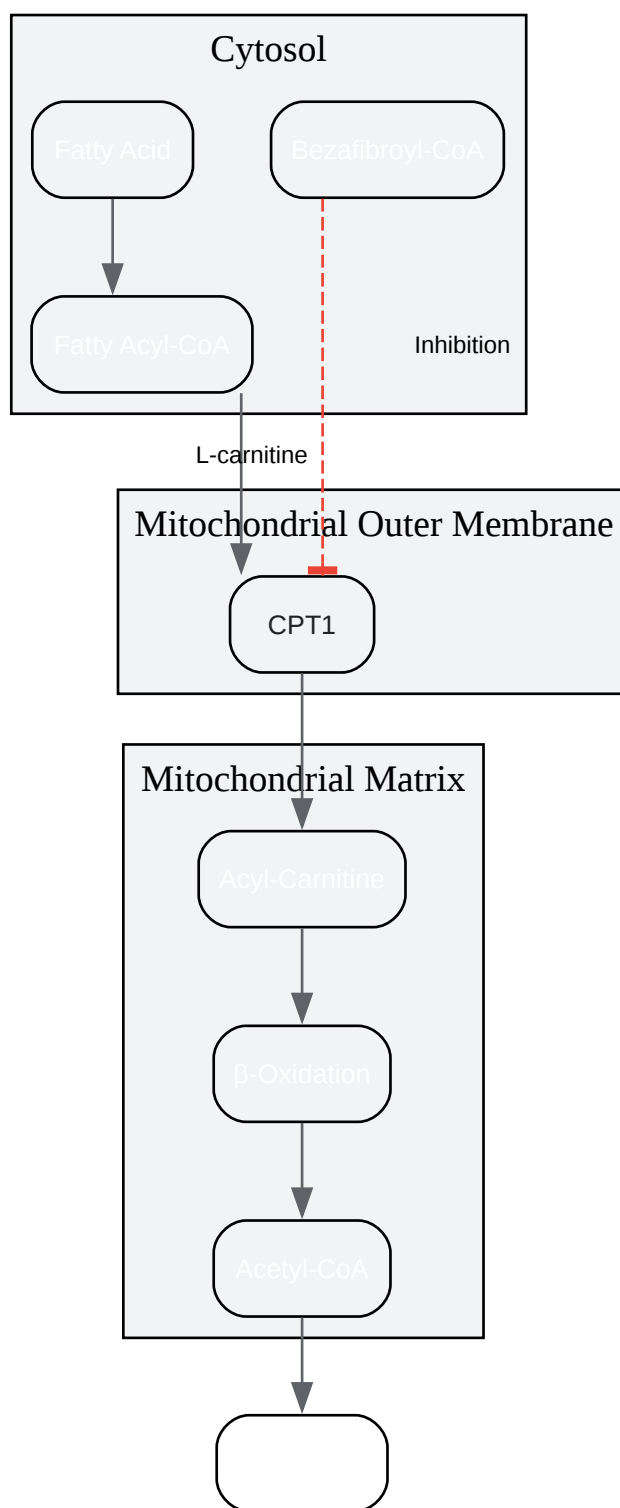 Cytosol
Fatty Acid
Bezafibroyl-CoA
Fatty Acyl-CoA
Inhibition
L-carnitine
Mitochondrial Outer Membrane
CPT1
Mitochondrial Matrix
Acyl-Carnitine
β-Oxidation
Acetyl-CoA